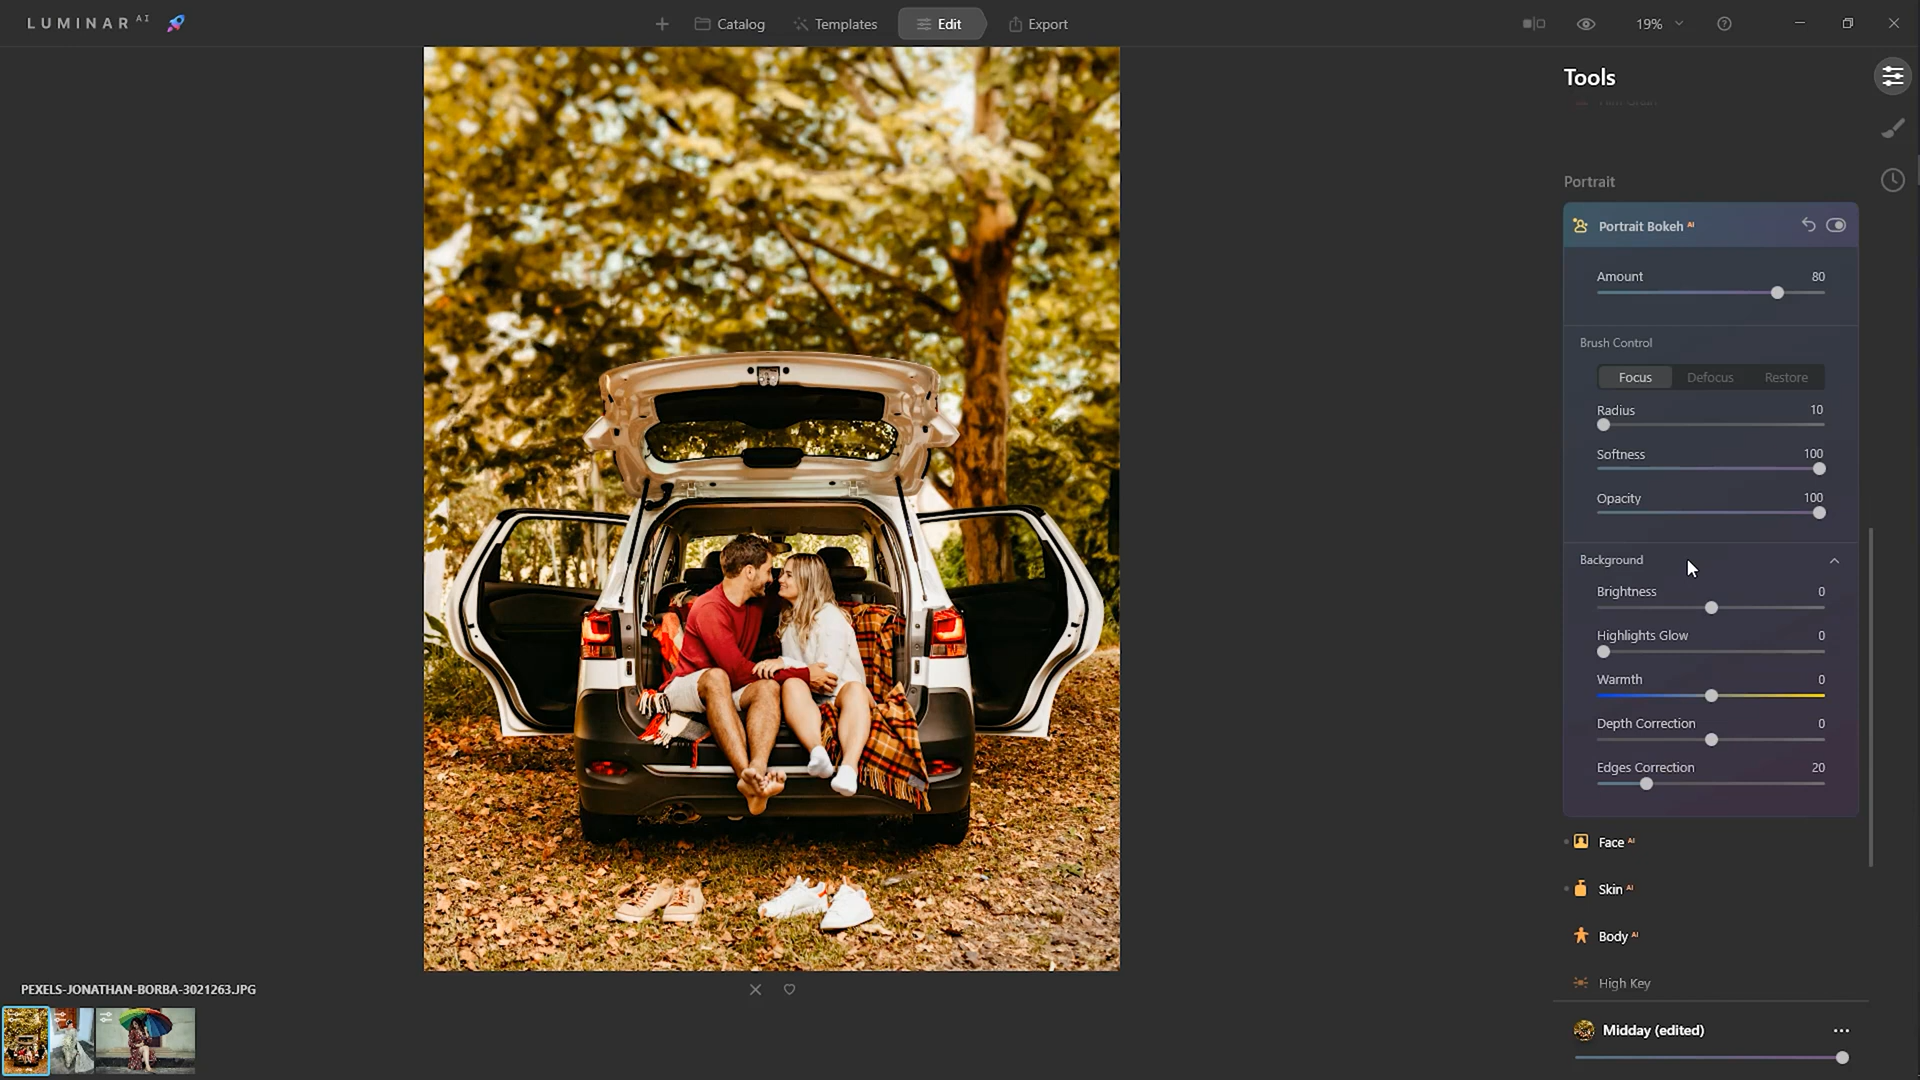 LUMINAR AI
Catalog
Templates
Edit
Export
19%
Tools
Portrait
Portrait Bokeh AI
Amount 80
Brush Control
Focus Defocus Restore
Radius 10
Softness 100
Opacity 100
Background
Brightness 0
Highlights Glow 0
Warmth 0
Depth Correction 0
Edges Correction 20
Face AI
Skin AI
Body AI
High Key
PEXELS-JONATHAN-BORBA-3021263.JPG
Midday (edited)